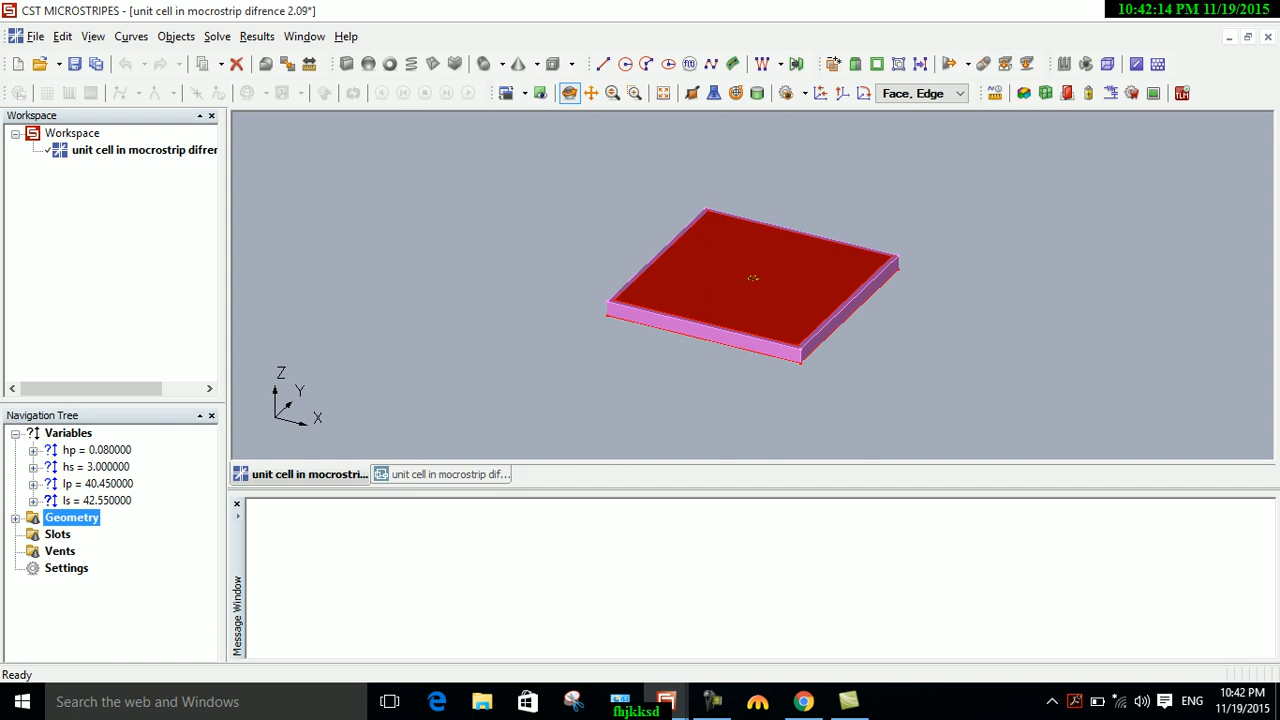 CST MICROSTRIPES - [unit cell in mocrostrip difrence 2.09*]
10:42:14 PM 11/19/2015
File Edit View Curves Objects Solve Results Window Help
Face, Edge
TLM
Workspace
Workspace
unit cell in mocrostrip difrer
Z
Y
X
Navigation Tree
Variables
hp = 0.080000
hs = 3.000000
lp = 40.450000
ls = 42.550000
Geometry
Slots
Vents
Settings
unit cell in mocrostri... unit cell in mocrostrip dif...
Message Window
Ready
Search the web and Windows
fhjkksd
ENG
10:42 PM
11/19/2015